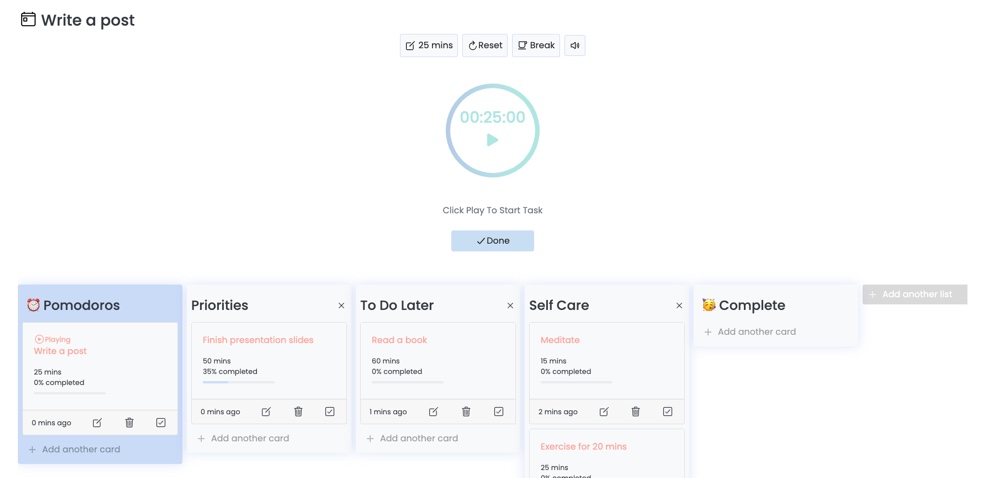 Write a post
25 mins
Reset
Break
00:25:00
Click Play To Start Task
Done
Pomodoros
Playing
Write a post
25 mins
0% completed
0 mins ago
Add another card
Priorities
Finish presentation slides
50 mins
35% completed
0 mins ago
Add another card
To Do Later
Read a book
60 mins
0% completed
1 mins ago
Add another card
Self Care
Meditate
15 mins
0% completed
2 mins ago
Exercise for 20 mins
25 mins
0% completed
Complete
Add another card
Add another list